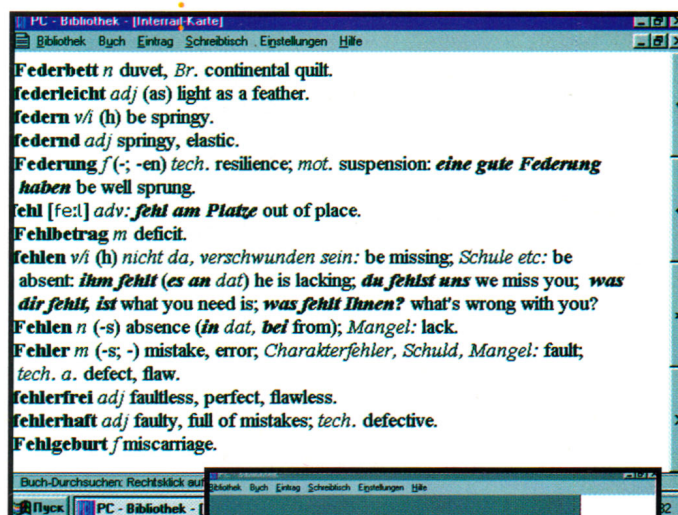 PC - Bibliothek - [Interrail-Karte]
Bibliothek Buch Eintrag Schreibtisch Einstellungen Hilfe
Federbett n duvet, Br. continental quilt.
federleicht adj (as) light as a feather.
federn v/i (h) be springy.
federnd adj springy, elastic.
Federung f (-; -en) tech. resilience; mot. suspension: eine gute Federung
haben be well sprung.
fehl [fe:l] adv: fehl am Platze out of place.
Fehlbetrag m deficit.
fehlen v/i (h) nicht da, verschwunden sein: be missing; Schule etc: be
absent: ihm fehlt (es an dat) he is lacking; du fehlst uns we miss you; was
dir fehlt, ist what you need is; was fehlt Ihnen? what's wrong with you?
Fehlen n (-s) absence (in dat, bei from); Mangel: lack.
Fehler m (-s; -) mistake, error; Charakterfehler, Schuld, Mangel: fault;
tech. a. defect, flaw.
fehlerfrei adj faultless, perfect, flawless.
fehlerhaft adj faulty, full of mistakes; tech. defective.
Fehlgeburt f miscarriage.
Buch-Durchsuchen: Rechtsklick auf
Bibliothek Buch Eintrag Schreibtisch Einstellungen Hilfe
Пуск PC - Bibliothek - [